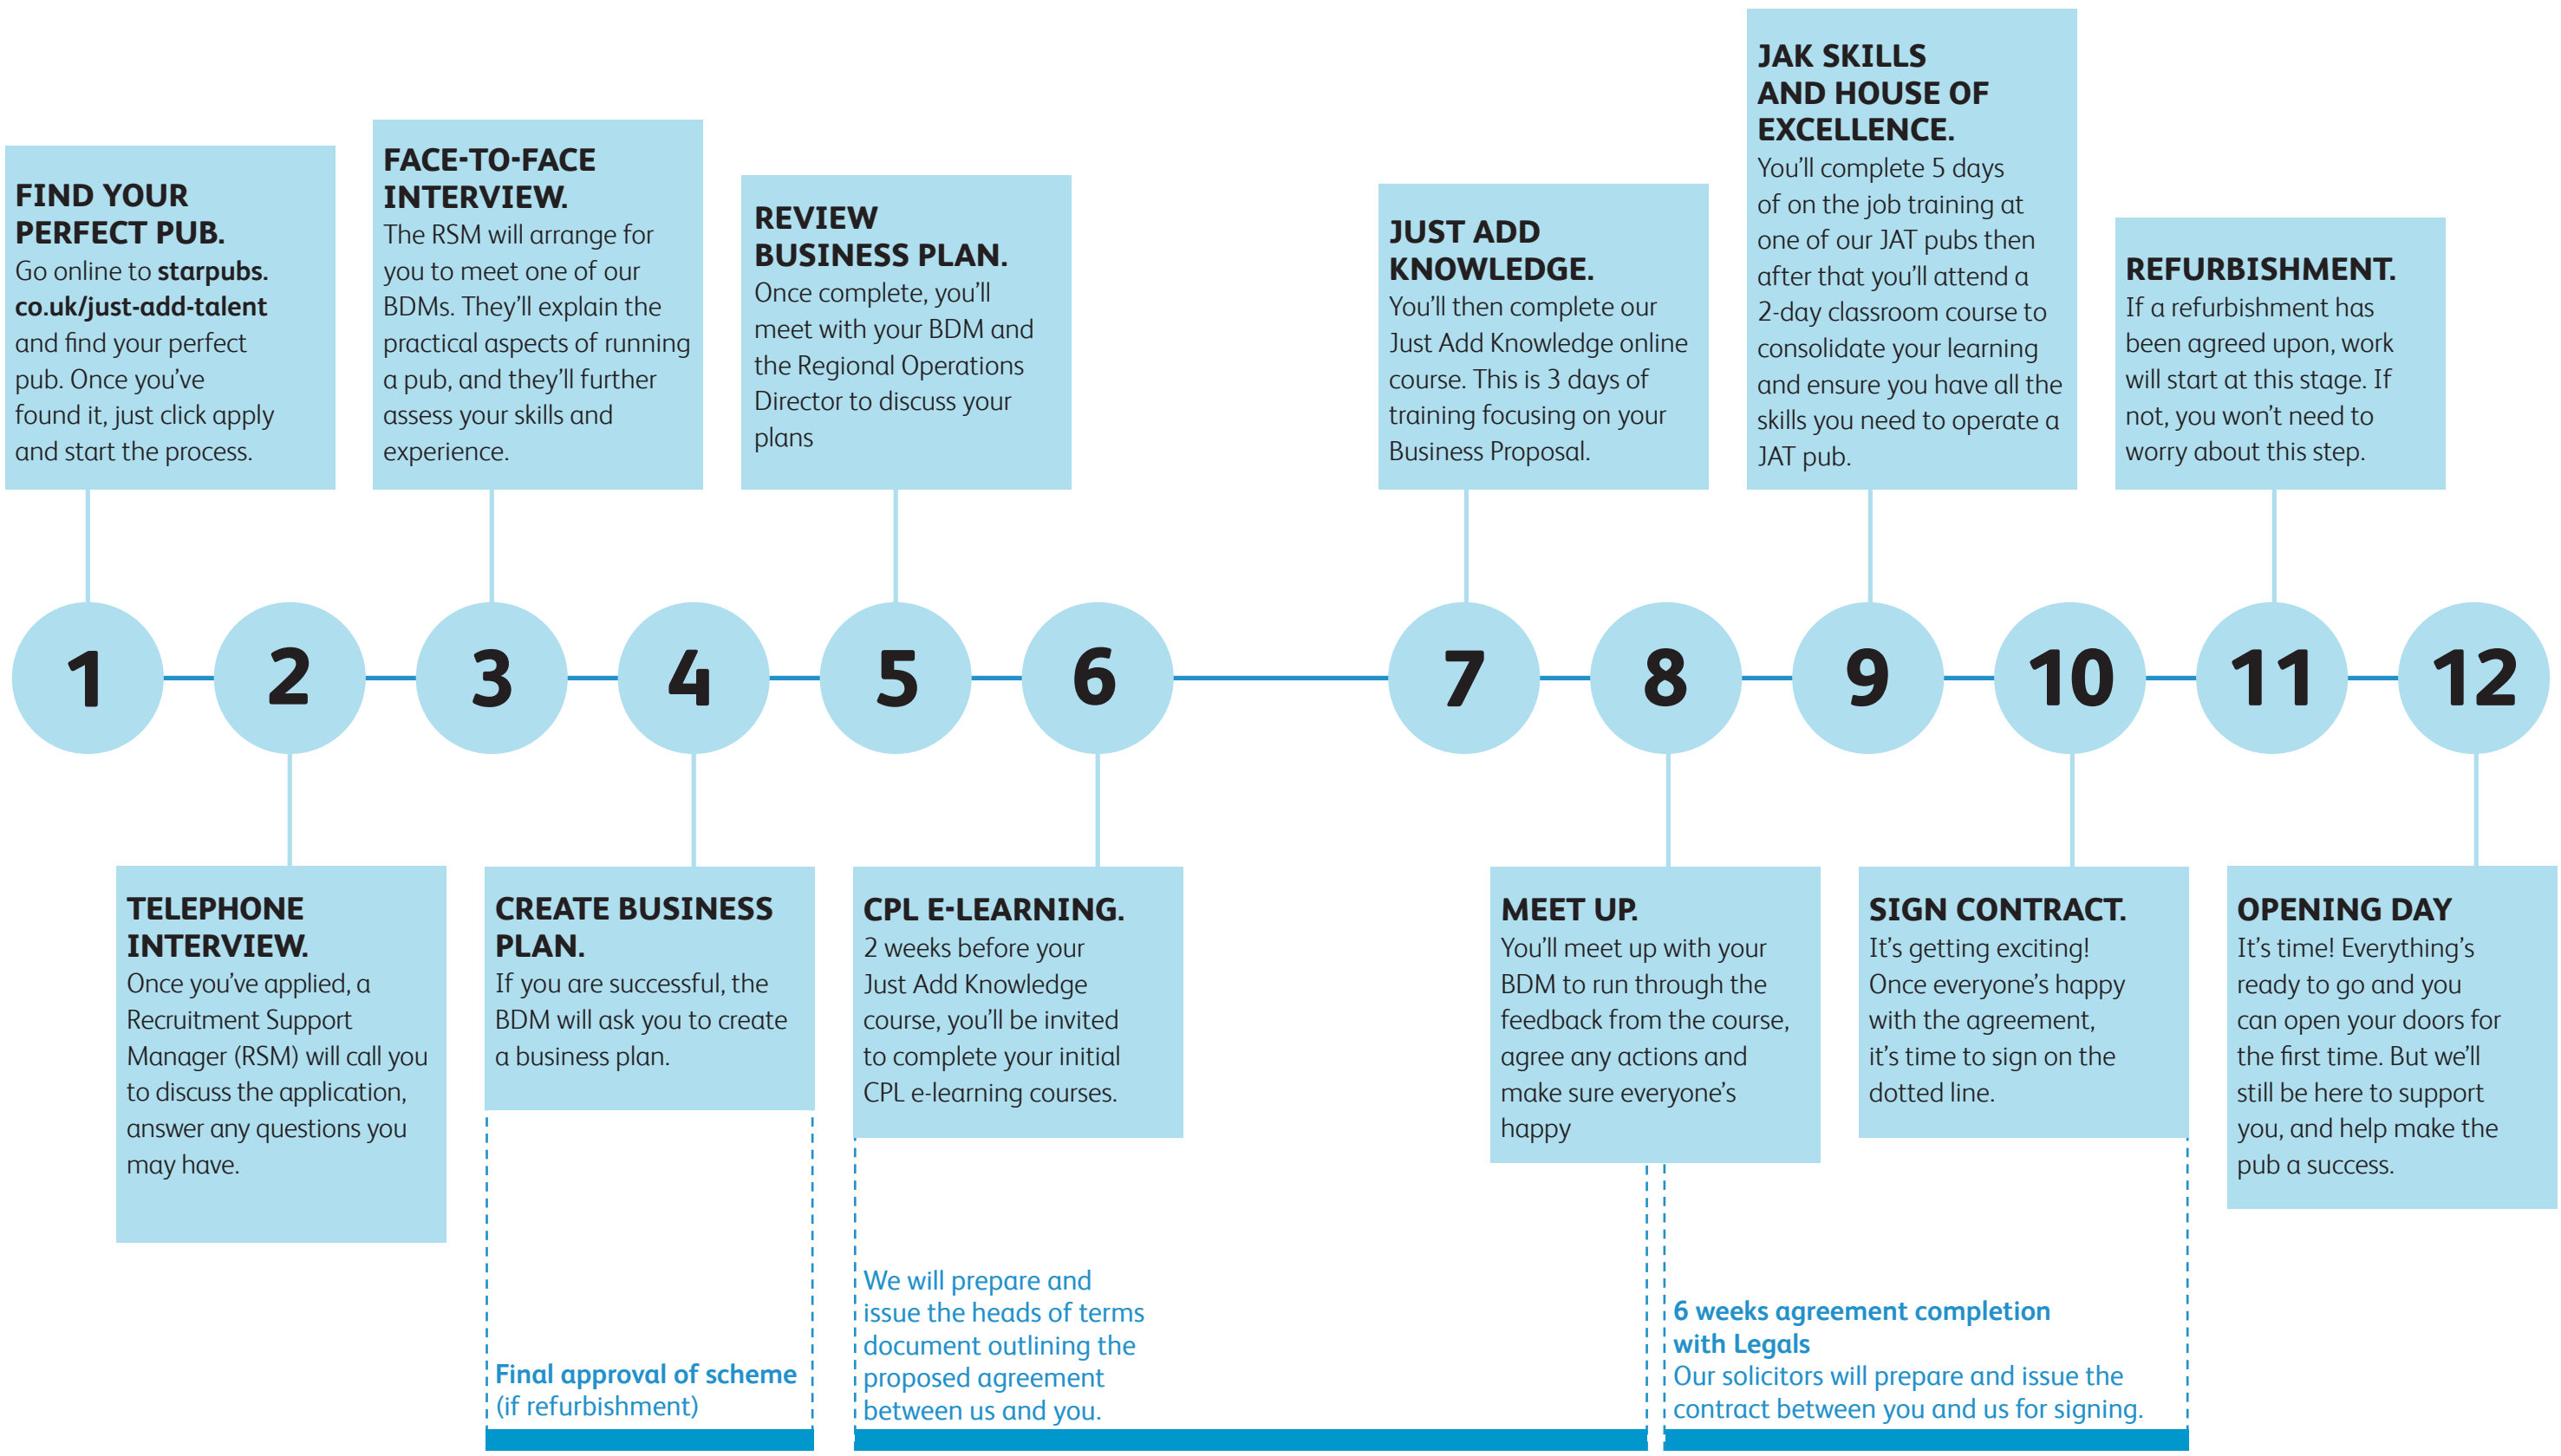 FIND YOUR
PERFECT PUB.
Go online to starpubs.
co.uk/just-add-talent
and find your perfect
pub. Once you've
found it, just click apply
and start the process.
FACE-TO-FACE
INTERVIEW.
The RSM will arrange for
you to meet one of our
BDMs. They'll explain the
practical aspects of running
a pub, and they'll further
assess your skills and
experience.
REVIEW
BUSINESS PLAN.
Once complete, you'll
meet with your BDM and
the Regional Operations
Director to discuss your
plans
JUST ADD
KNOWLEDGE.
You'll then complete our
Just Add Knowledge online
course. This is 3 days of
training focusing on your
Business Proposal.
JAK SKILLS
AND HOUSE OF
EXCELLENCE.
You'll complete 5 days
of on the job training at
one of our JAT pubs then
after that you'll attend a
2-day classroom course to
consolidate your learning
and ensure you have all the
skills you need to operate a
JAT pub.
REFURBISHMENT.
If a refurbishment has
been agreed upon, work
will start at this stage. If
not, you won't need to
worry about this step.
1
2
3
4
5
6
7
8
9
10
11
12
TELEPHONE
INTERVIEW.
Once you've applied, a
Recruitment Support
Manager (RSM) will call you
to discuss the application,
answer any questions you
may have.
CREATE BUSINESS
PLAN.
If you are successful, the
BDM will ask you to create
a business plan.
Final approval of scheme
(if refurbishment)
CPL E-LEARNING.
2 weeks before your
Just Add Knowledge
course, you'll be invited
to complete your initial
CPL e-learning courses.
We will prepare and
issue the heads of terms
document outlining the
proposed agreement
between us and you.
MEET UP.
You'll meet up with your
BDM to run through the
feedback from the course,
agree any actions and
make sure everyone's
happy
SIGN CONTRACT.
It's getting exciting!
Once everyone's happy
with the agreement,
it's time to sign on the
dotted line.
6 weeks agreement completion
with Legals
Our solicitors will prepare and issue the
contract between you and us for signing.
OPENING DAY
It's time! Everything's
ready to go and you
can open your doors for
the first time. But we'll
still be here to support
you, and help make the
pub a success.